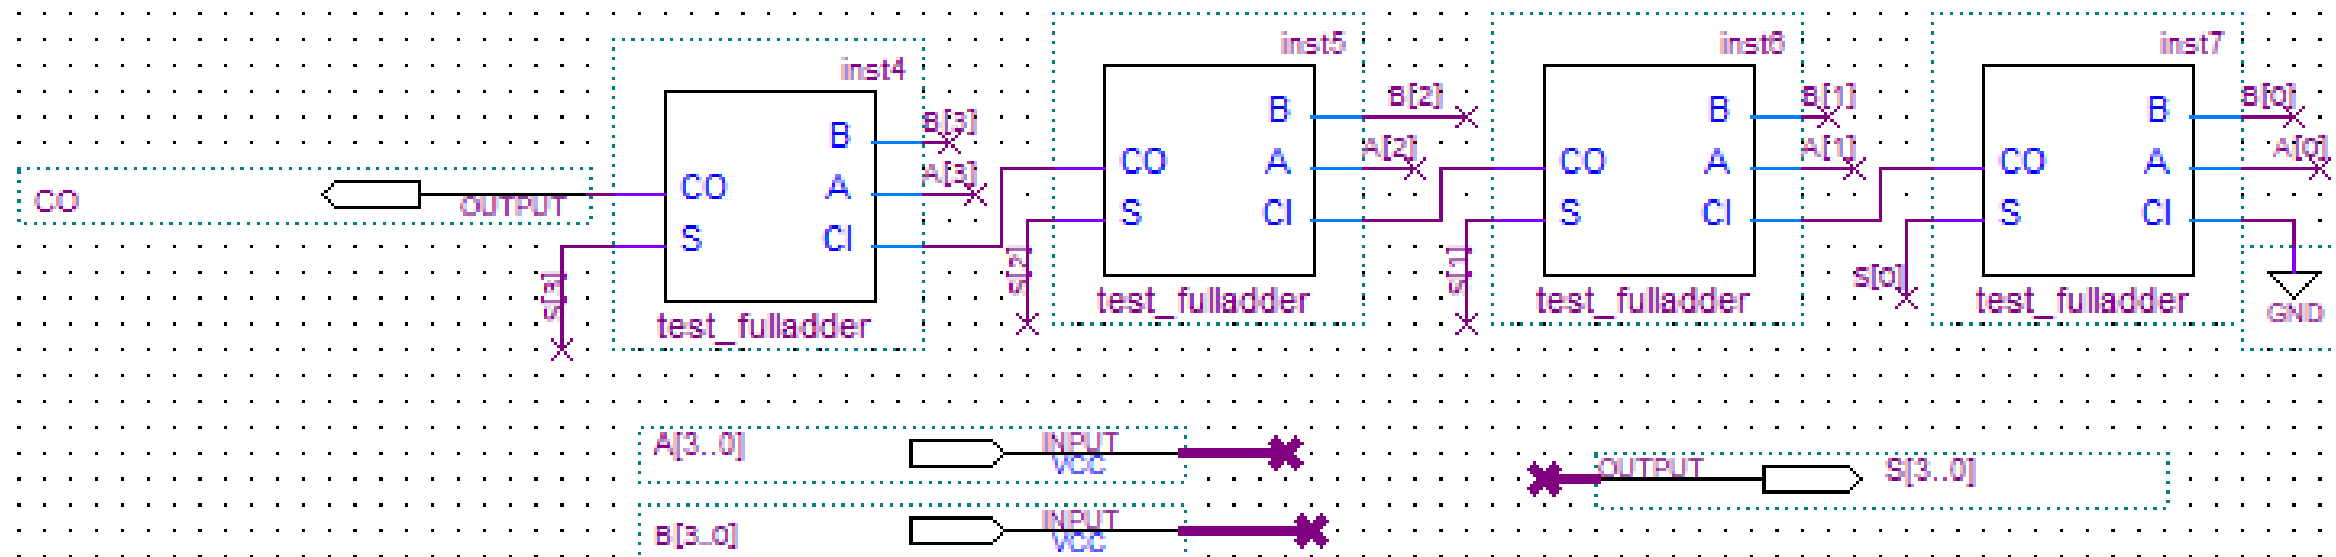 inst4
B[3]
B
A[3]
CO
A
CO
OUTPUT
S
CI
S[3]
test_fulladder
inst5
B[2]
B
A[2]
CO
A
S
CI
S[2]
test_fulladder
inst6
B[1]
B
A[1]
CO
A
S
CI
S[1]
test_fulladder
inst7
B[0]
B
A[0]
CO
A
S
CI
S[0]
test_fulladder
GND
A[3..0]
INPUT
VCC
B[3..0]
INPUT
VCC
OUTPUT
S[3..0]